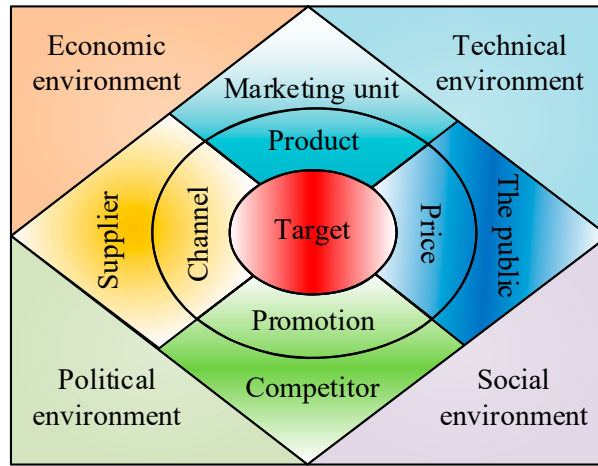 Economic
environment
Technical
environment
Marketing unit
Product
Supplier
Channel
Target
Price
The public
Promotion
Competitor
Political
environment
Social
environment